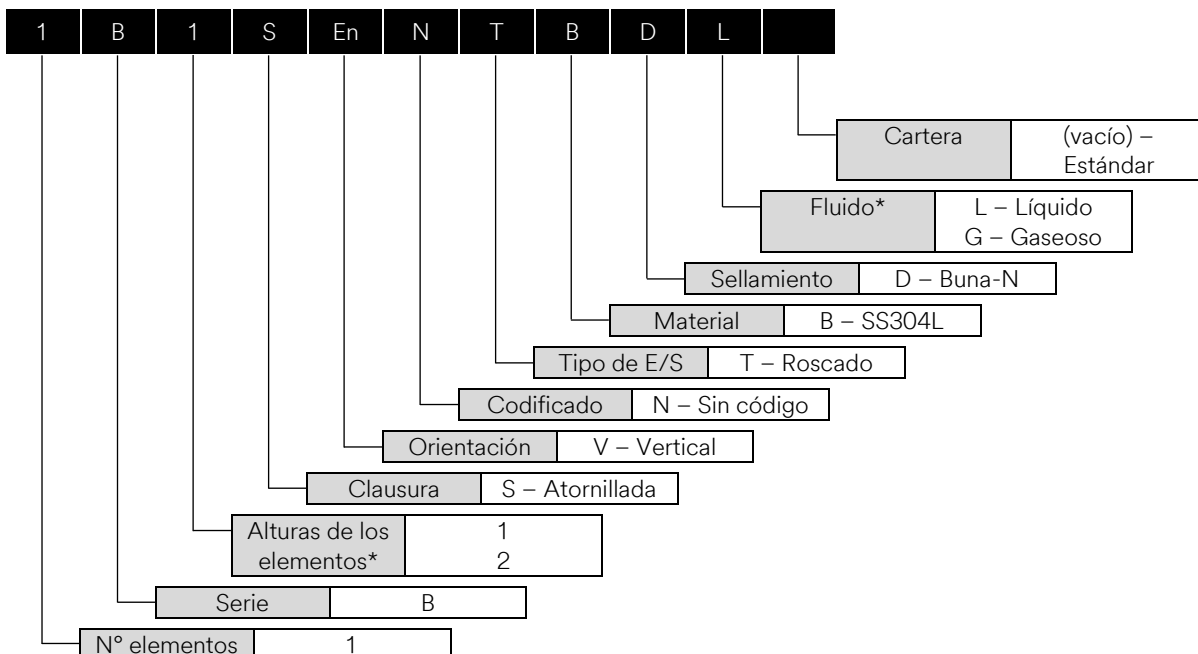 1 B 1 S En N T B D L
Cartera (vacío) –
Estándar
Fluido* L – Líquido
G – Gaseoso
Sellamiento D – Buna-N
Material B – SS304L
Tipo de E/S T – Roscado
Codificado N – Sin código
Orientación V – Vertical
Clausura S – Atornillada
Alturas de los 1
elementos* 2
Serie B
N° elementos 1